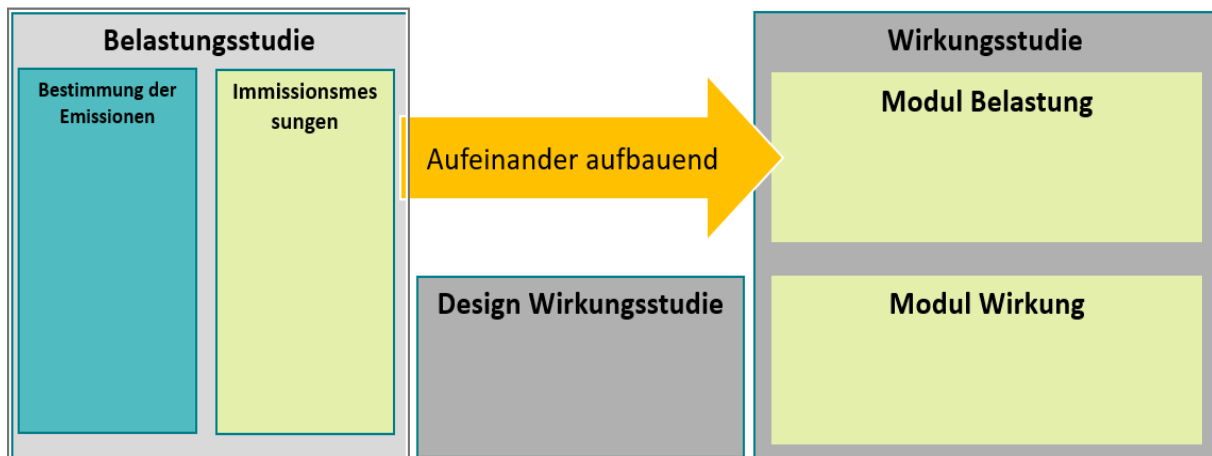 Belastungsstudie
Bestimmung der
Emissionen
Immissionsmes
sungen
Aufeinander aufbauend
Design Wirkungsstudie
Wirkungsstudie
Modul Belastung
Modul Wirkung